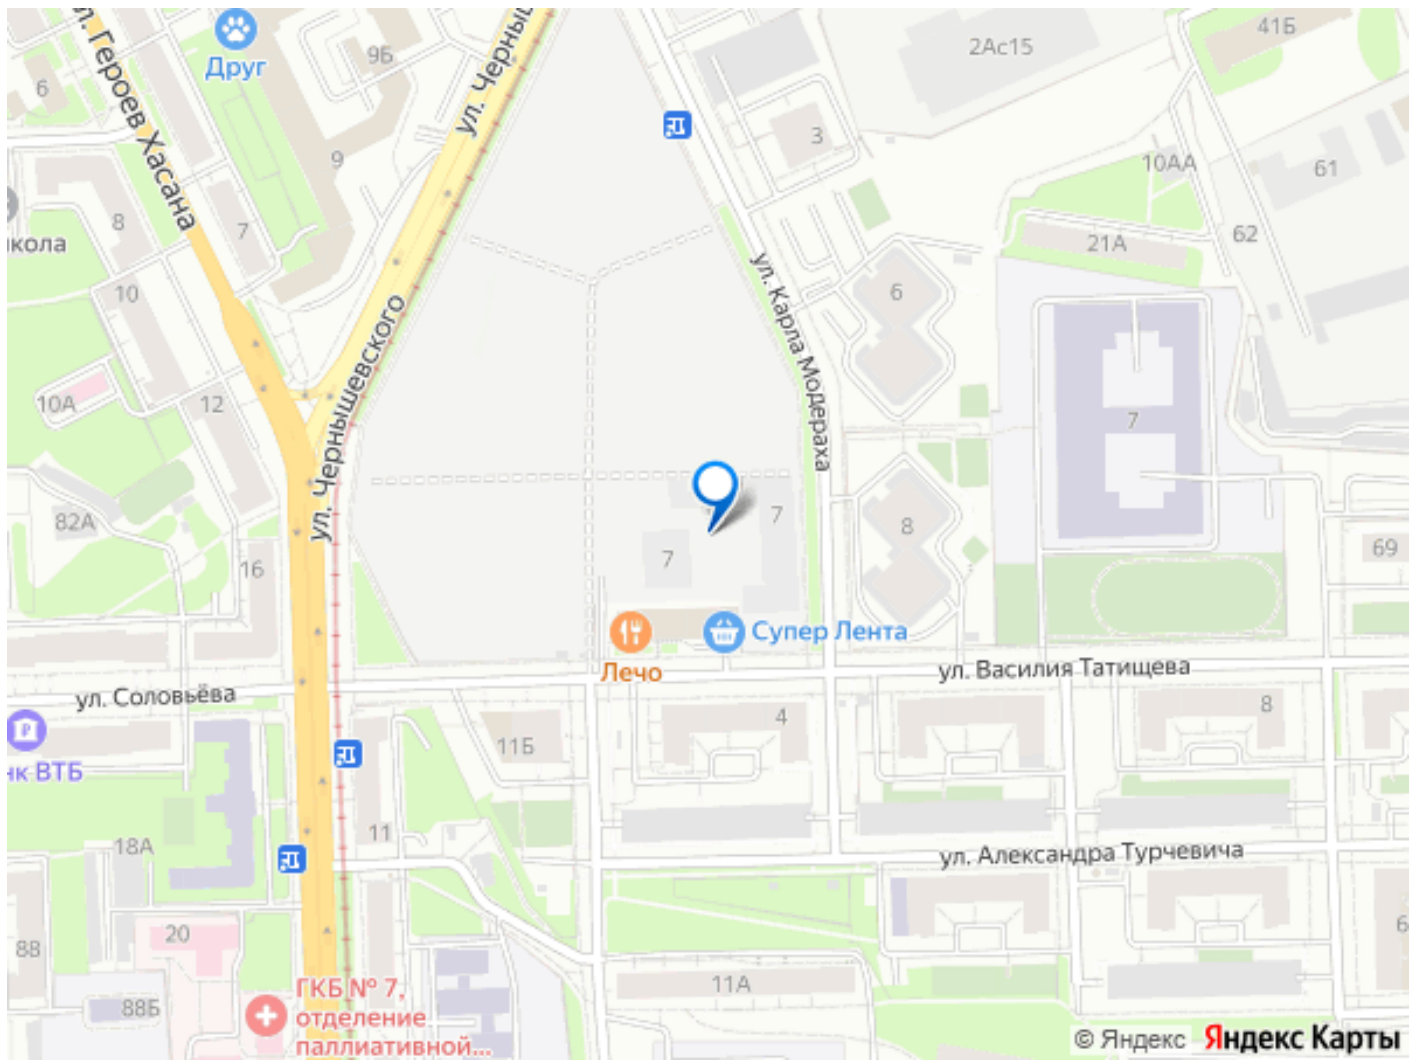 ул. Героев Хасана
Друг
9Б
ул. Черныш
2Ас15
41Б
6
9
3
10АА
61
8
7
кола
62
21А
10
ул. Карла Модераха
6
ул. Чернышевского
10А
12
7
82А
7
8
16
7
69
Супер Лента
Лечо
ул. Василия Татищева
ул. Соловьёва
8
4
11Б
нк ВТБ
11
18А
ул. Александра Турчевича
20
88
6
11А
ГКБ № 7,
88Б
отделение
паллиативной...
© Яндекс Яндекс Карты